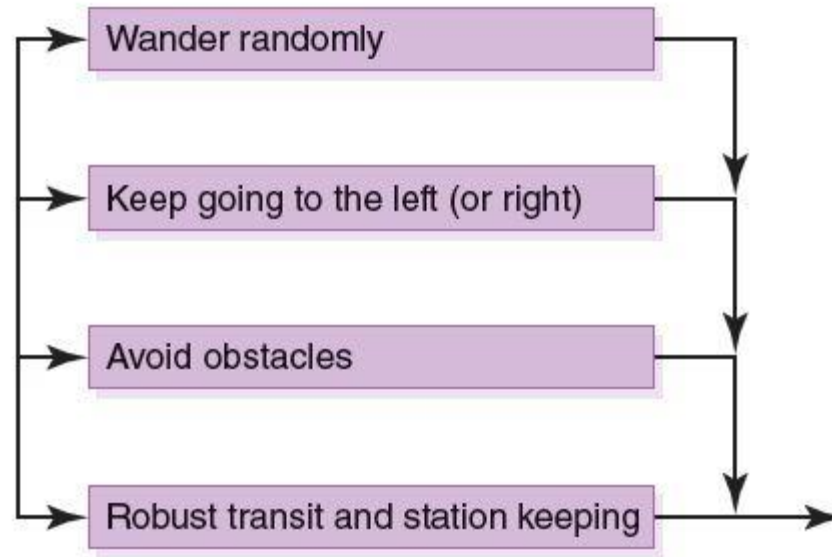 Wander randomly
Keep going to the left (or right)
Avoid obstacles
Robust transit and station keeping